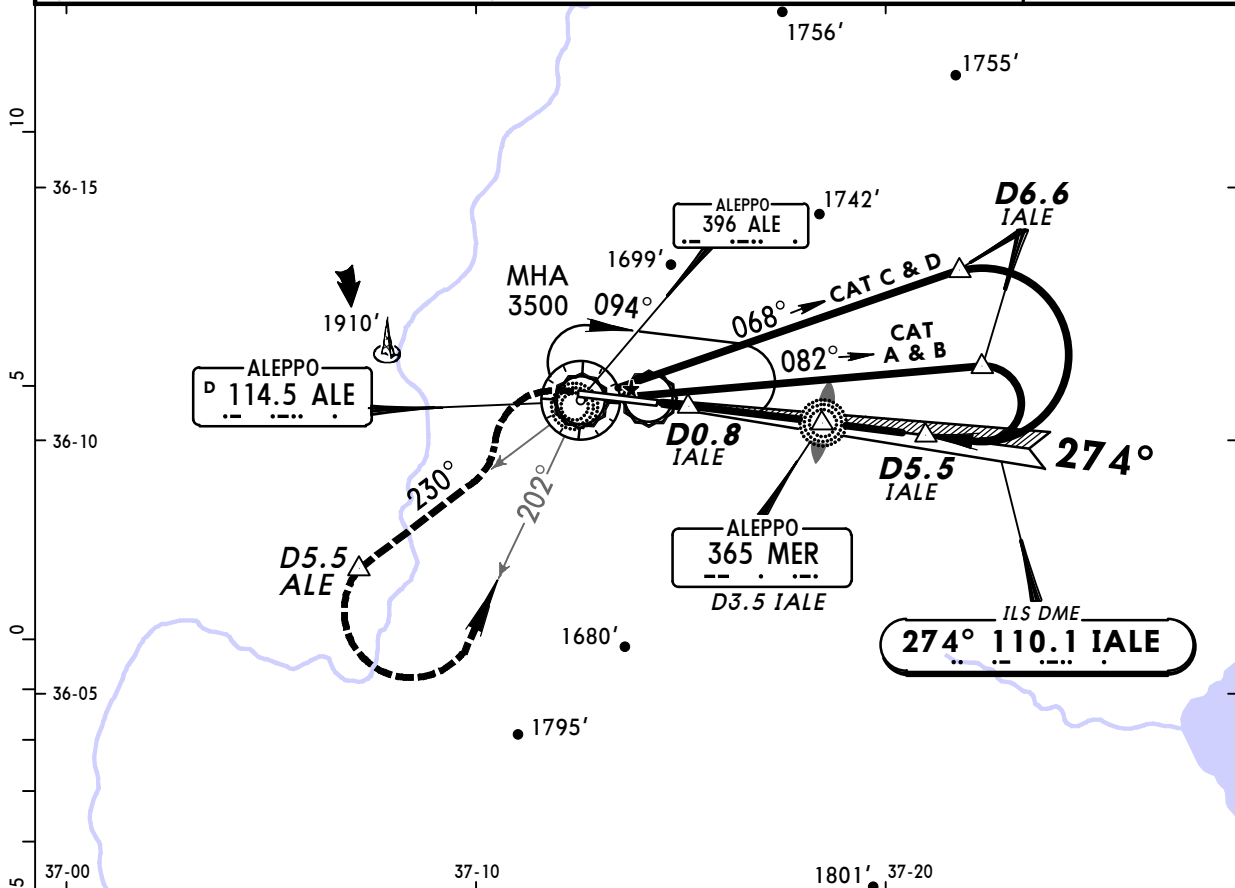 1756'
1755'
10
36-15
D6.6
IALE
ALEPPO
396 ALE
1742'
1699'
MHA
3500
094°
068°
CAT C & D
1910'
082°
CAT
A & B
ALEPPO
D 114.5 ALE
5
36-10
D0.8
IALE
274°
D5.5
IALE
230°
202°
ALEPPO
365 MER
D3.5 IALE
D5.5
ALE
ILS DME
274° 110.1 IALE
0
1680'
36-05
1795'
5
37-00
37-10
1801'
37-20